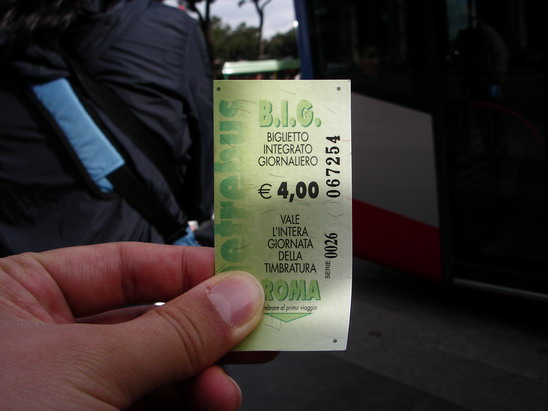 B.I.G.
BIGLIETTO
INTEGRATO
GIORNALIERO
€ 4,00
VALE
L'INTERA
GIORNATA
DELLA
TIMBRATURA
ROMA
al primo viaggio
067254
SERIE 0026